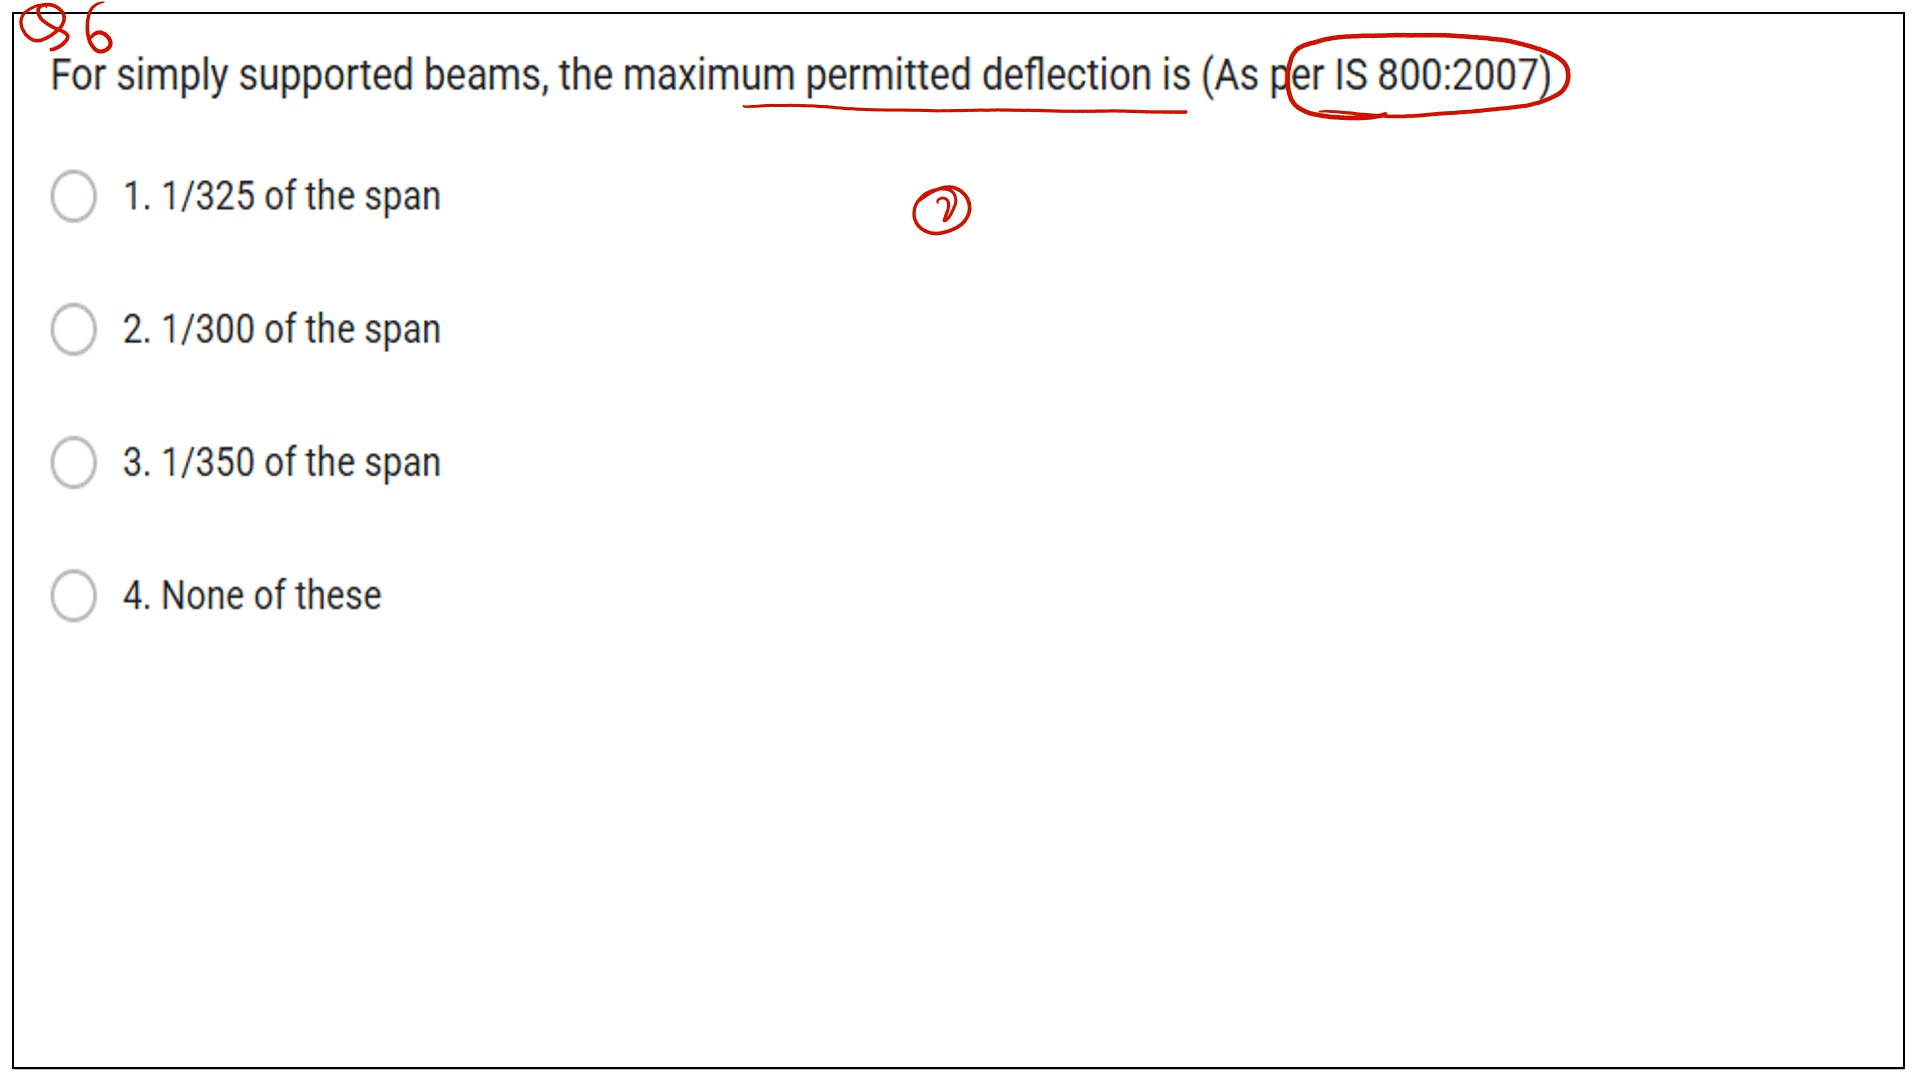 Q6
For simply supported beams, the maximum permitted deflection is (As per IS 800:2007)
1. 1/325 of the span
2
2. 1/300 of the span
3. 1/350 of the span
4. None of these